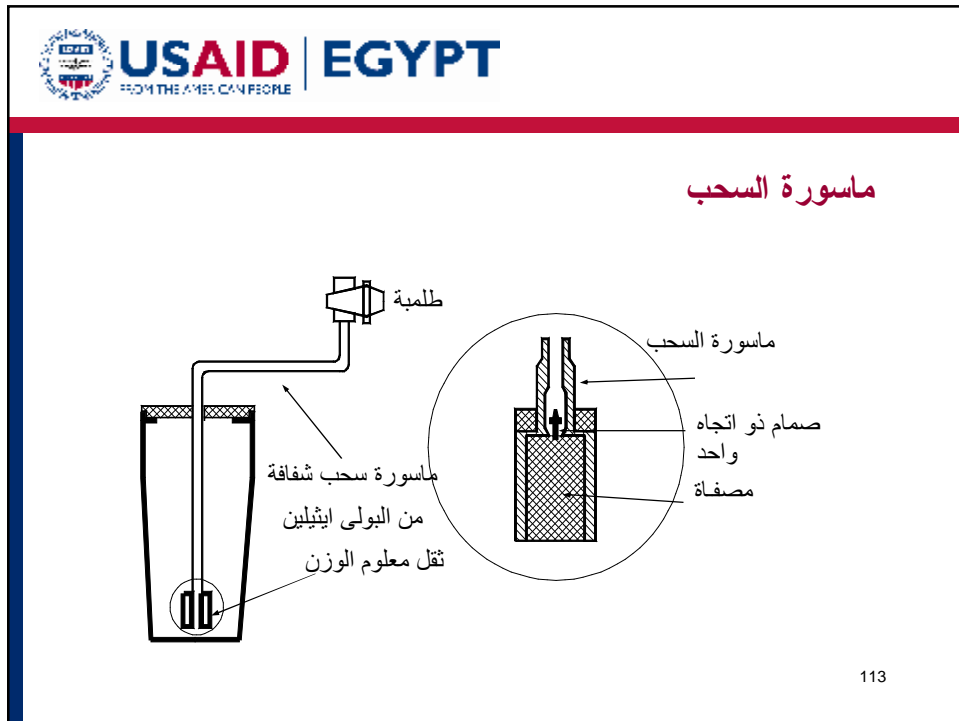 USAID | EGYPT
FROM THE AMERICAN PEOPLE
ماسورة السحب
طلمبة
ماسورة سحب شفافة
من البولى ايثيلين
ثقل معلوم الوزن
ماسورة السحب
صمام ذو اتجاه
واحد
مصفاة
113